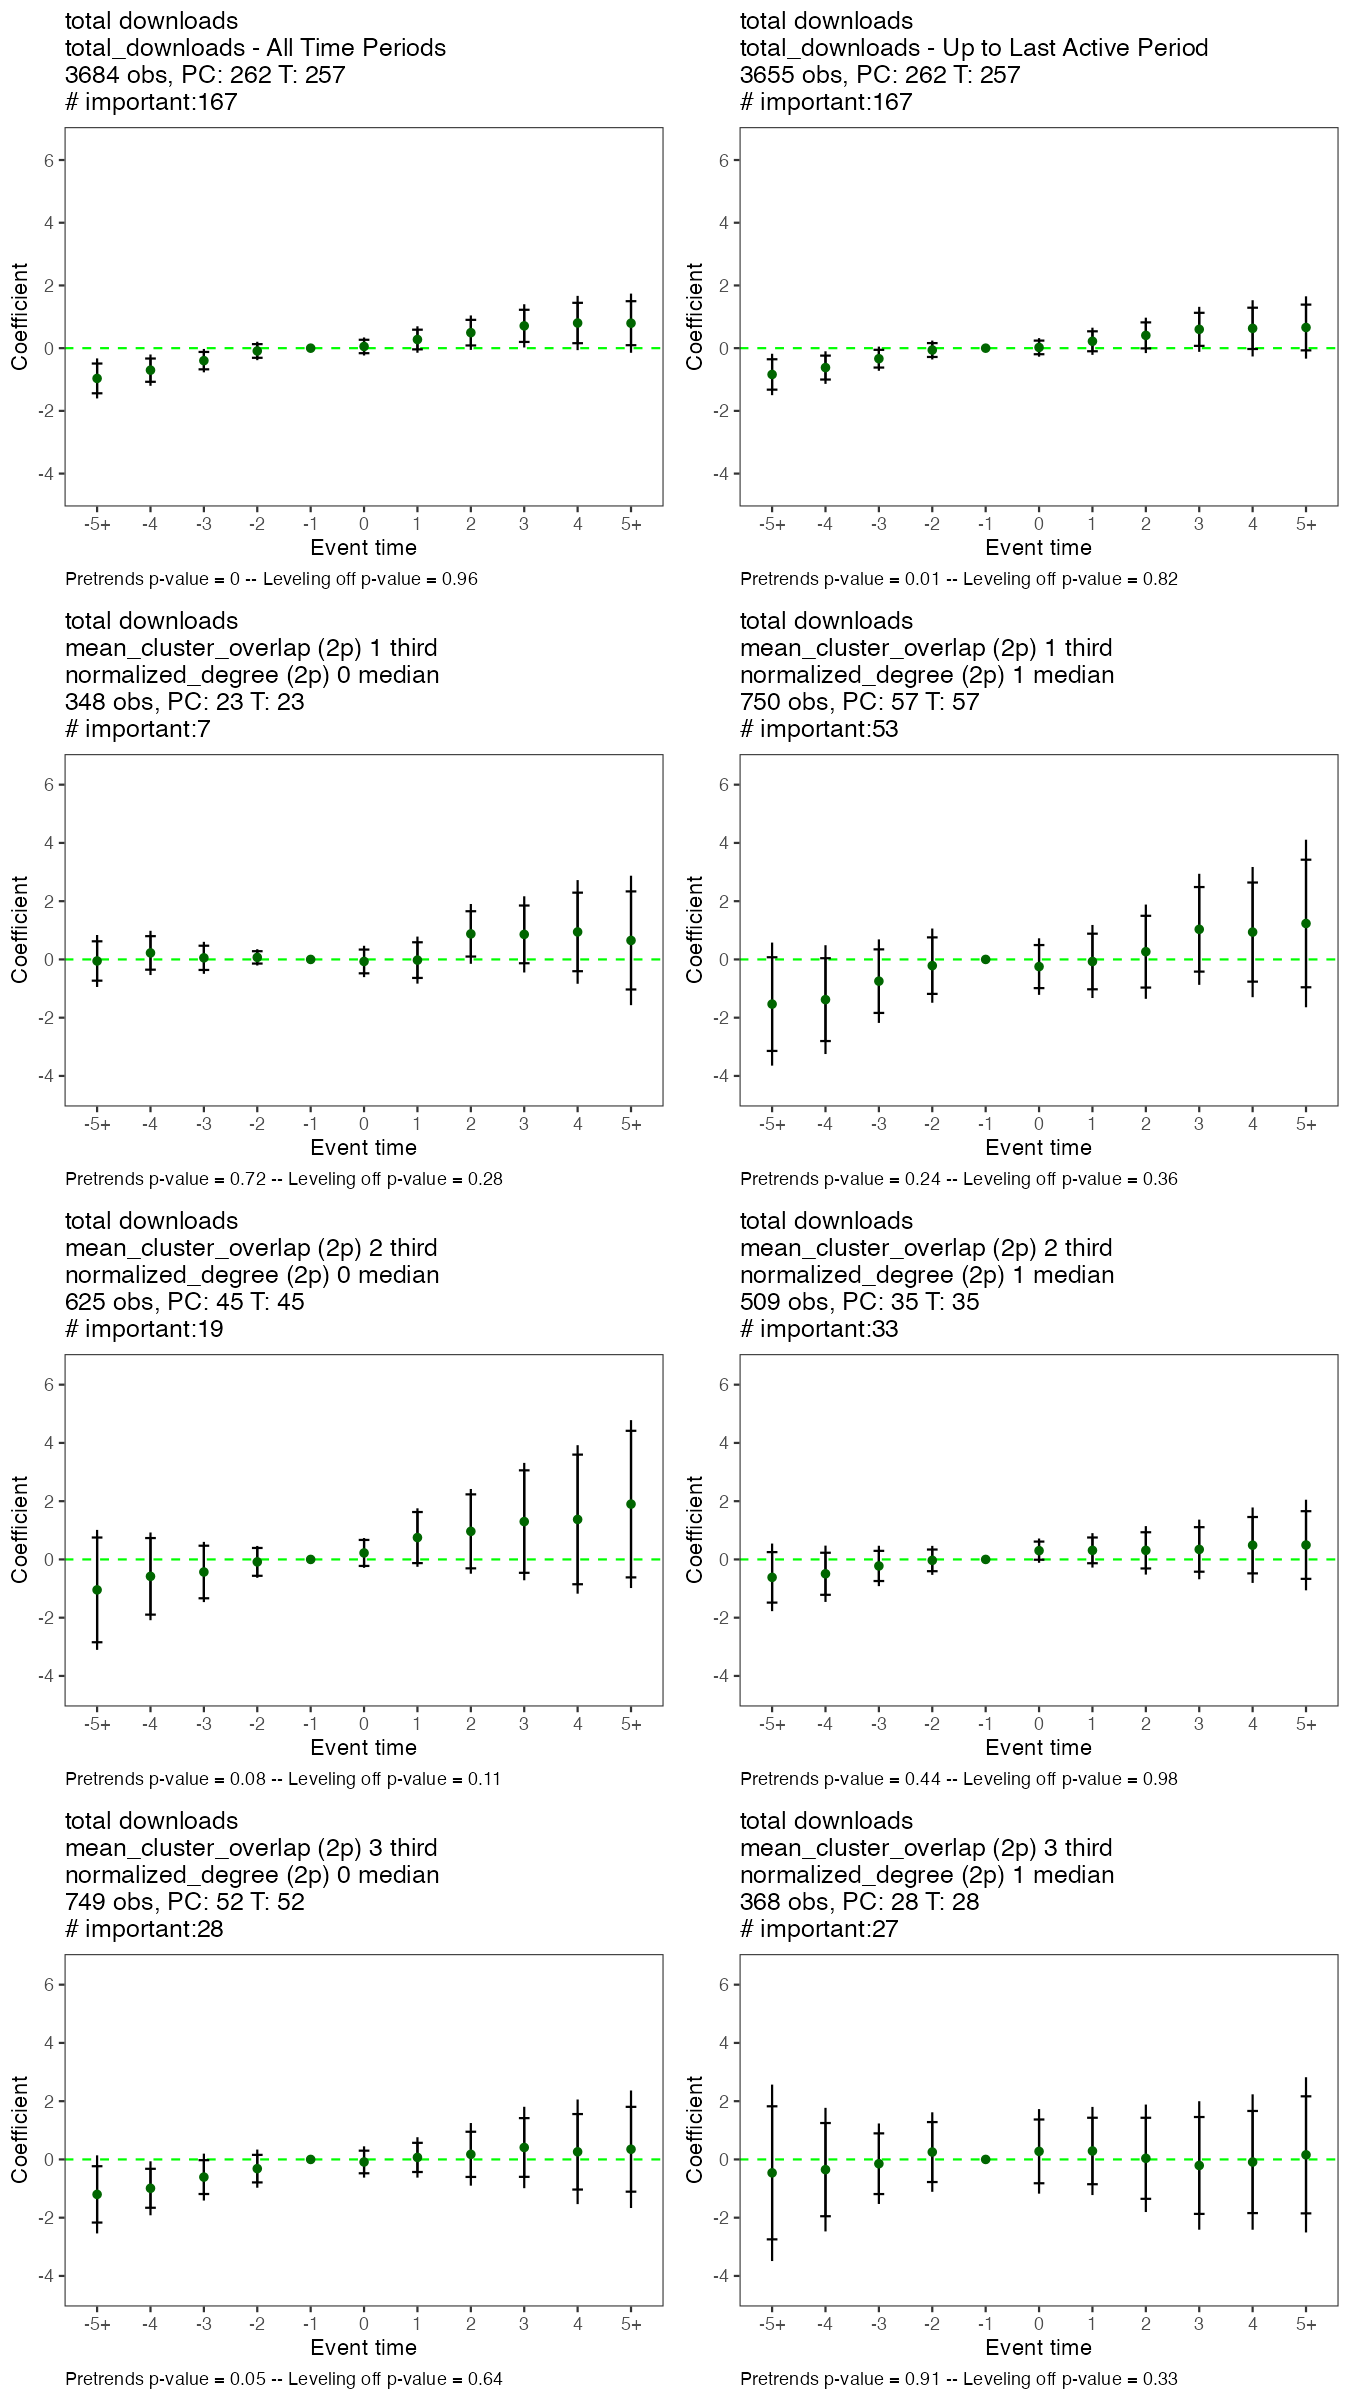 total downloads
total_downloads - All Time Periods
3684 obs, PC: 262 T: 257
# important:167
6
4
2
0
-2
-4
Coefficient
-5+ -4 -3 -2 -1 0 1 2 3 4 5+
Event time
Pretrends p-value = 0 -- Leveling off p-value = 0.96
total downloads
total_downloads - Up to Last Active Period
3655 obs, PC: 262 T: 257
# important:167
6
4
2
0
-2
-4
Coefficient
-5+ -4 -3 -2 -1 0 1 2 3 4 5+
Event time
Pretrends p-value = 0.01 -- Leveling off p-value = 0.82
total downloads
mean_cluster_overlap (2p) 1 third
normalized_degree (2p) 0 median
348 obs, PC: 23 T: 23
# important:7
6
4
2
0
-2
-4
Coefficient
-5+ -4 -3 -2 -1 0 1 2 3 4 5+
Event time
Pretrends p-value = 0.72 -- Leveling off p-value = 0.28
total downloads
mean_cluster_overlap (2p) 1 third
normalized_degree (2p) 1 median
750 obs, PC: 57 T: 57
# important:53
6
4
2
0
-2
-4
Coefficient
-5+ -4 -3 -2 -1 0 1 2 3 4 5+
Event time
Pretrends p-value = 0.24 -- Leveling off p-value = 0.36
total downloads
mean_cluster_overlap (2p) 2 third
normalized_degree (2p) 0 median
625 obs, PC: 45 T: 45
# important:19
6
4
2
0
-2
-4
Coefficient
-5+ -4 -3 -2 -1 0 1 2 3 4 5+
Event time
Pretrends p-value = 0.08 -- Leveling off p-value = 0.11
total downloads
mean_cluster_overlap (2p) 2 third
normalized_degree (2p) 1 median
509 obs, PC: 35 T: 35
# important:33
6
4
2
0
-2
-4
Coefficient
-5+ -4 -3 -2 -1 0 1 2 3 4 5+
Event time
Pretrends p-value = 0.44 -- Leveling off p-value = 0.98
total downloads
mean_cluster_overlap (2p) 3 third
normalized_degree (2p) 0 median
749 obs, PC: 52 T: 52
# important:28
6
4
2
0
-2
-4
Coefficient
-5+ -4 -3 -2 -1 0 1 2 3 4 5+
Event time
Pretrends p-value = 0.05 -- Leveling off p-value = 0.64
total downloads
mean_cluster_overlap (2p) 3 third
normalized_degree (2p) 1 median
368 obs, PC: 28 T: 28
# important:27
6
4
2
0
-2
-4
Coefficient
-5+ -4 -3 -2 -1 0 1 2 3 4 5+
Event time
Pretrends p-value = 0.91 -- Leveling off p-value = 0.33